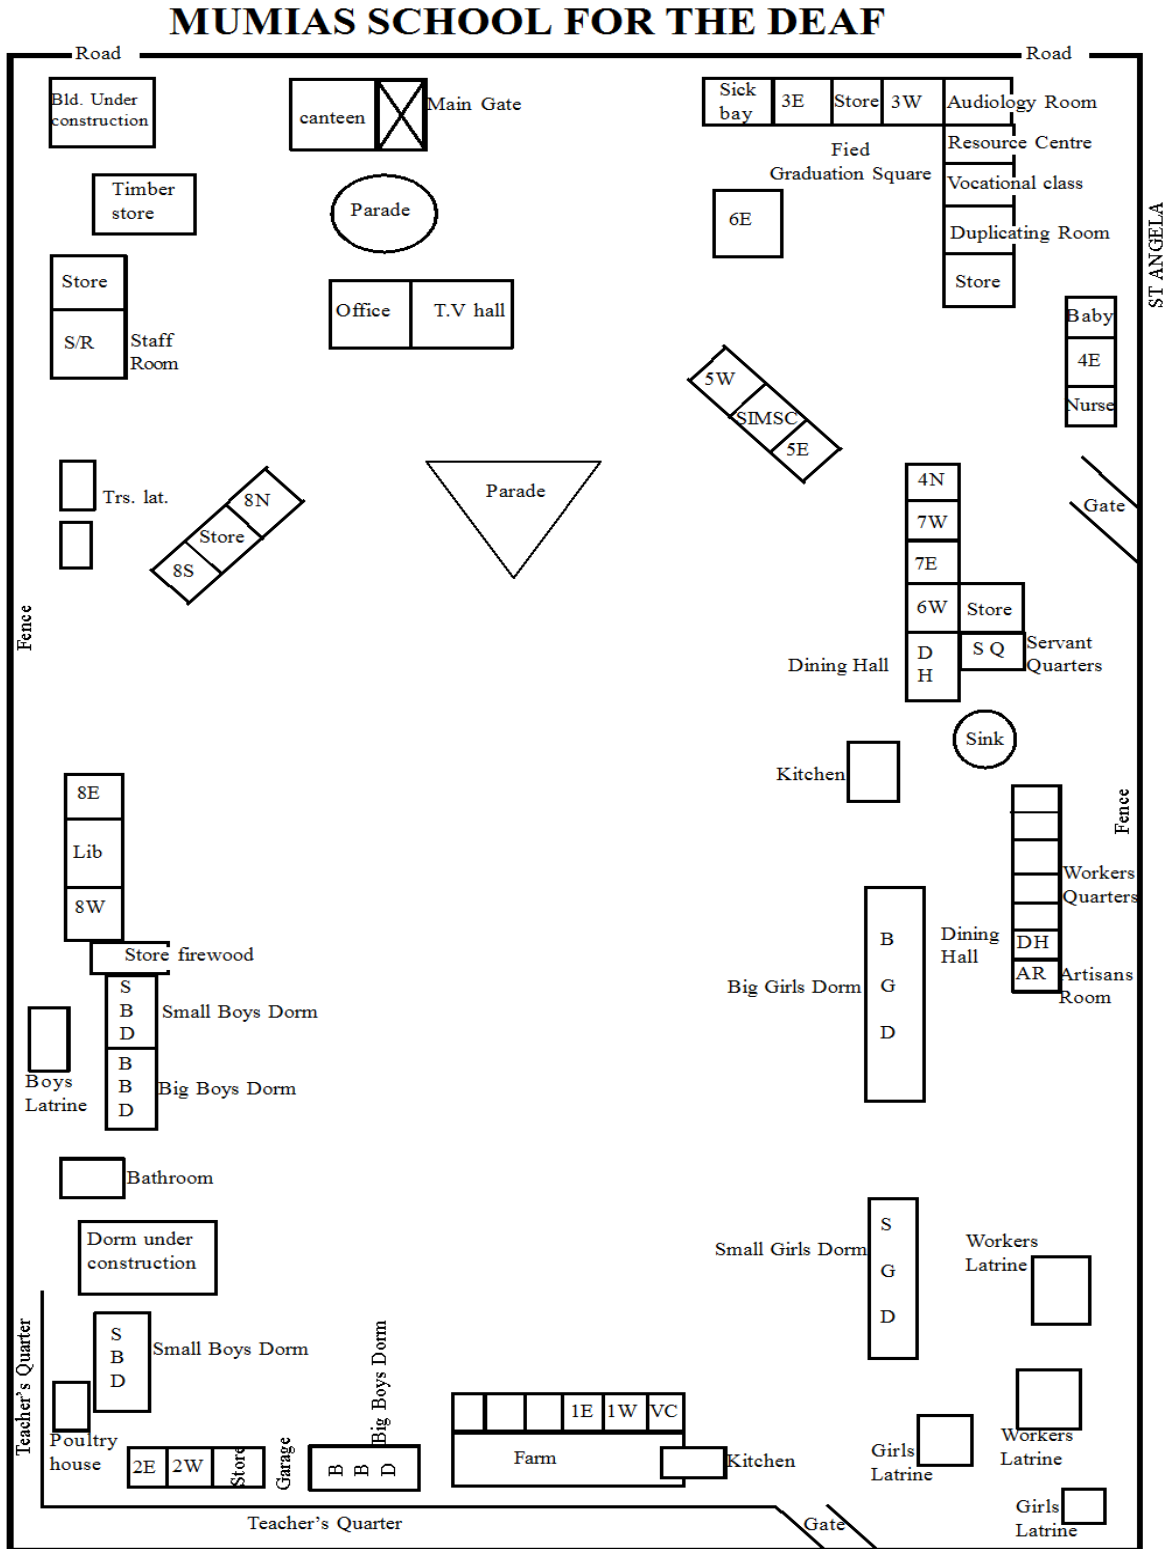 MUMIAS SCHOOL FOR THE DEAF
Road
Road
Bld. Under
construction
canteen
Main Gate
Sick
bay
3E
Store
3W
Audiology Room
Resource Centre
Fied
Graduation Square
Vocational class
Duplicating Room
Store
Timber
store
Parade
6E
ST ANGELA
Store
S/R
Staff
Room
Office
T.V hall
Baby
4E
Nurse
5W
SIMSC
5E
Trs. lat.
8N
Store
8S
Parade
4N
7W
7E
6W
Store
Gate
Fence
Dining Hall
D
H
S Q
Servant
Quarters
Sink
Kitchen
8E
Lib
8W
Fence
Workers
Quarters
Store firewood
S
B
D
Small Boys Dorm
B
G
D
Big Girls Dorm
Dining
Hall
DH
AR
Artisans
Room
Boys
Latrine
B
B
D
Big Boys Dorm
Bathroom
Dorm under
construction
Small Girls Dorm
S
G
D
Workers
Latrine
Teacher's Quarter
S
B
D
Small Boys Dorm
Big Boys Dorm
Poultry
house
2E
2W
Store
Garage
B B D
1E
1W
VC
Farm
Kitchen
Girls
Latrine
Workers
Latrine
Girls
Latrine
Teacher's Quarter
Gate